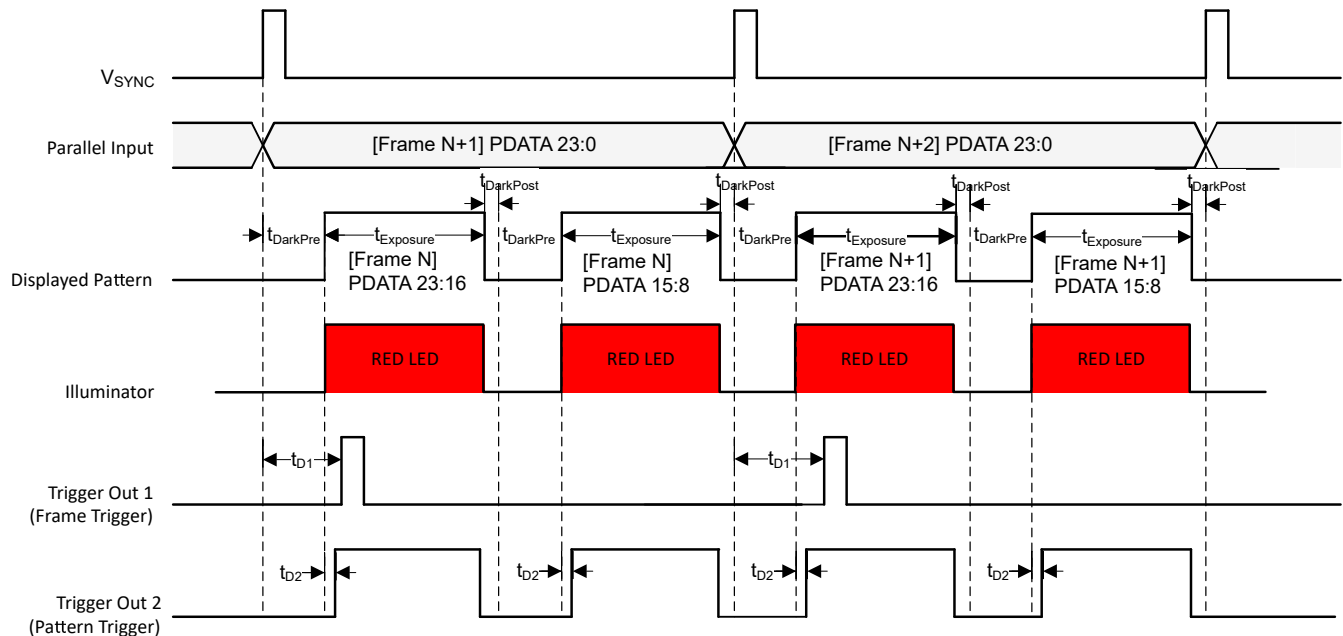 VSYNC
Parallel Input
[Frame N+1] PDATA 23:0
[Frame N+2] PDATA 23:0
tDarkPost
tDarkPost
tDarkPost
tDarkPost
tDarkPre
tExposure
tDarkPre
tExposure
tDarkPre
tExposure
tDarkPre
tExposure
Displayed Pattern
[Frame N]
PDATA 23:16
[Frame N]
PDATA 15:8
[Frame N+1]
PDATA 23:16
[Frame N+1]
PDATA 15:8
Illuminator
RED LED
RED LED
RED LED
RED LED
tD1
tD1
Trigger Out 1
(Frame Trigger)
tD2
tD2
tD2
tD2
Trigger Out 2
(Pattern Trigger)